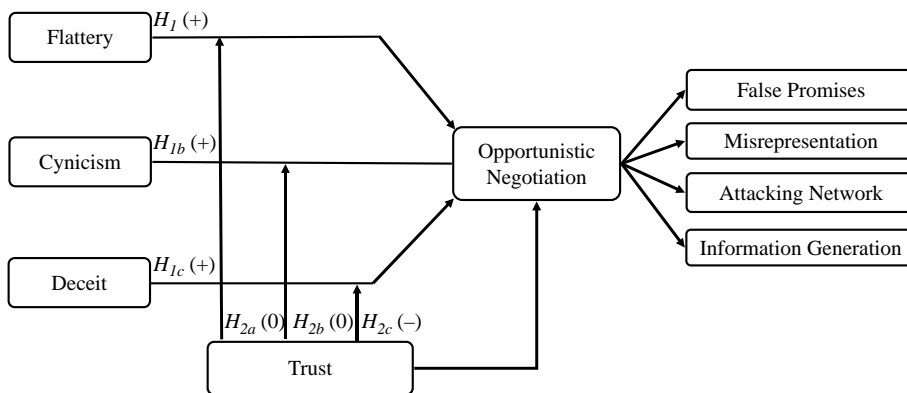 Flattery
H1 (+)
Cynicism
H1b (+)
Deceit
H1c (+)
H2a (0) H2b (0) H2c (–)
Trust
Opportunistic
Negotiation
False Promises
Misrepresentation
Attacking Network
Information Generation